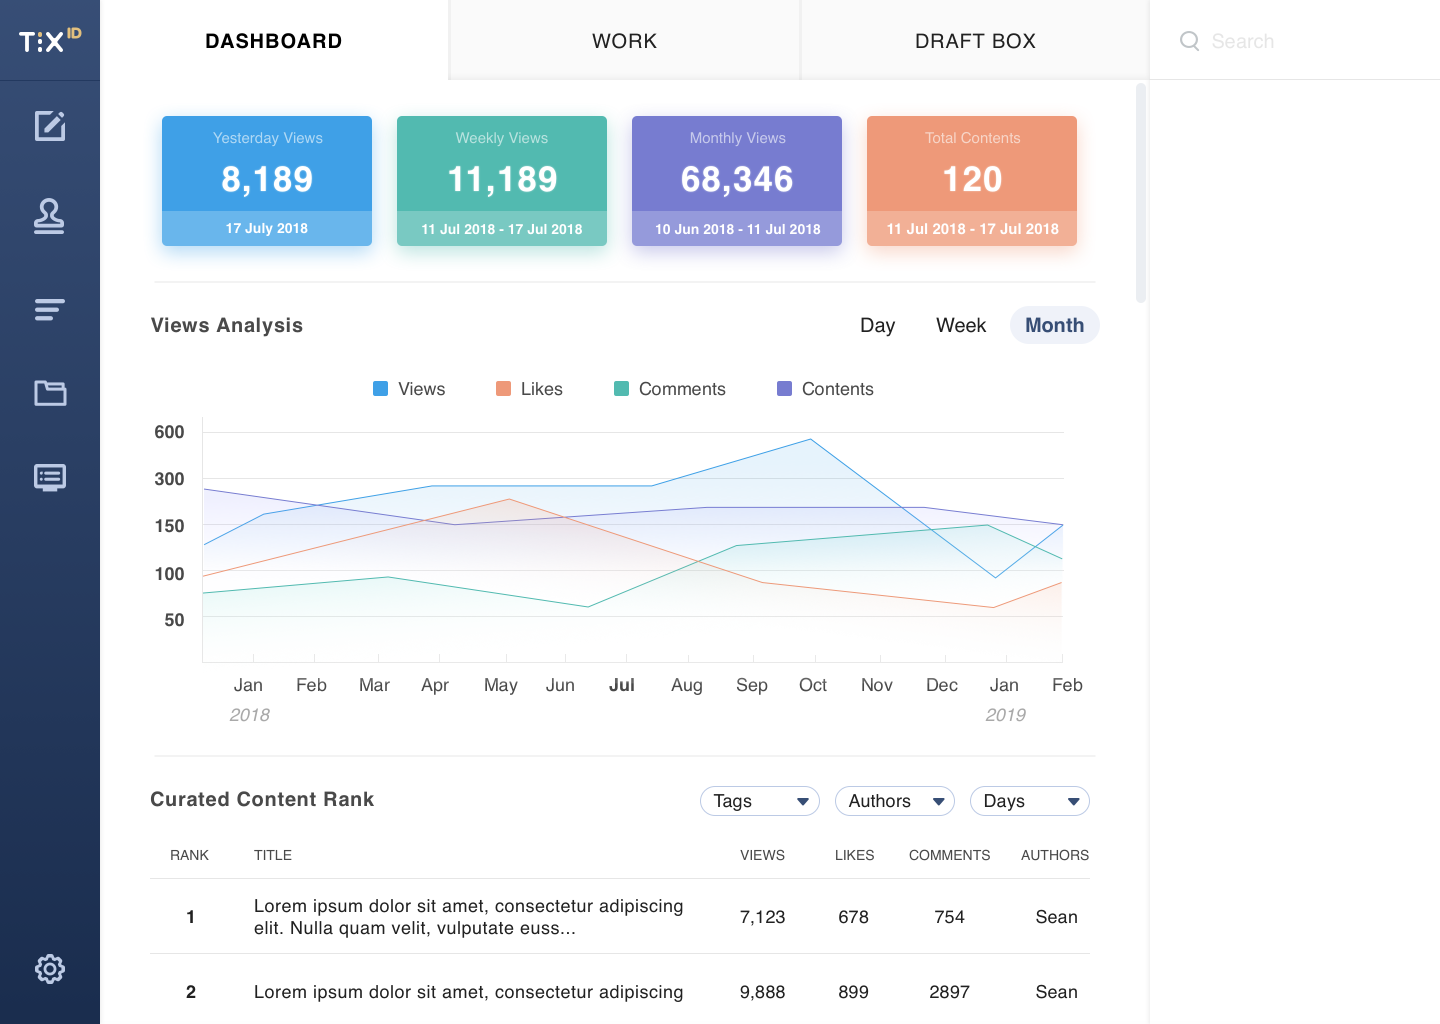 TiX ID
DASHBOARD
WORK
DRAFT BOX
Search
Yesterday Views
8,189
17 July 2018
Weekly Views
11,189
11 Jul 2018 - 17 Jul 2018
Monthly Views
68,346
10 Jun 2018 - 11 Jul 2018
Total Contents
120
11 Jul 2018 - 17 Jul 2018
Views Analysis
Day Week Month
Views Likes Comments Contents
600
300
150
100
50
Jan Feb Mar Apr May Jun Jul Aug Sep Oct Nov Dec Jan Feb
2018 2019
Curated Content Rank
Tags Authors Days
RANK TITLE VIEWS LIKES COMMENTS AUTHORS
1 Lorem ipsum dolor sit amet, consectetur adipiscing 7,123 678 754 Sean
elit. Nulla quam velit, vulputate euss...
2 Lorem ipsum dolor sit amet, consectetur adipiscing 9,888 899 2897 Sean